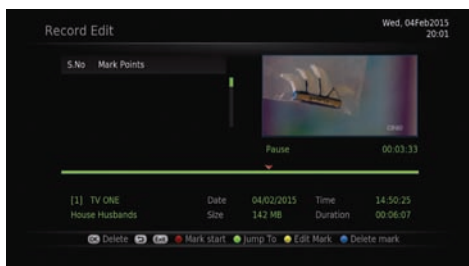 Record Edit
Wed, 04Feb2015
20:01
S.No Mark Points
Pause 00:03:33
[1] TV ONE Date 04/02/2015 Time 14:50:25
House Husbands Size 142 MB Duration 00:06:07
OK Delete Exit Mark start Jump To Edit Mark Delete mark